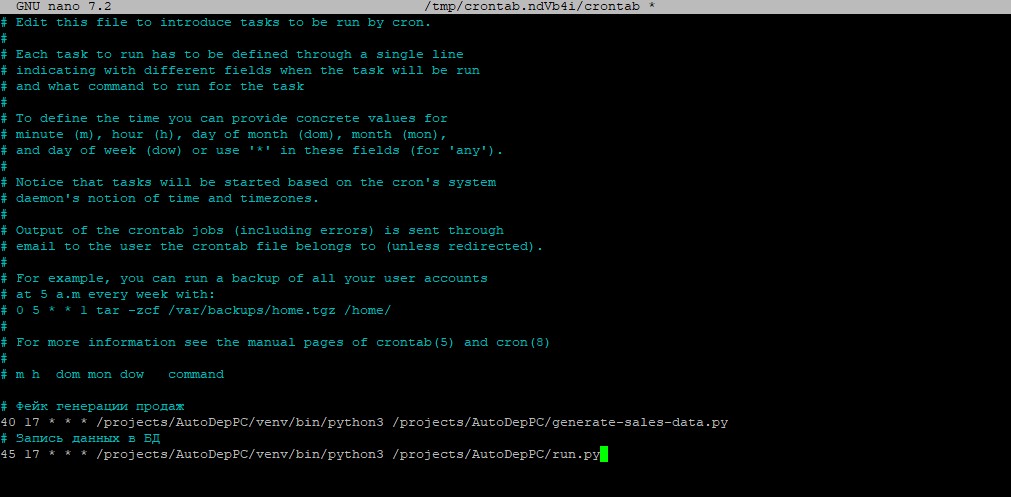 GNU nano 7.2 /tmp/crontab.ndVb4i/crontab *
# Edit this file to introduce tasks to be run by cron.
#
# Each task to run has to be defined through a single line
# indicating with different fields when the task will be run
# and what command to run for the task
#
# To define the time you can provide concrete values for
# minute (m), hour (h), day of month (dom), month (mon),
# and day of week (dow) or use '*' in these fields (for 'any').
#
# Notice that tasks will be started based on the cron's system
# daemon's notion of time and timezones.
#
# Output of the crontab jobs (including errors) is sent through
# email to the user the crontab file belongs to (unless redirected).
#
# For example, you can run a backup of all your user accounts
# at 5 a.m every week with:
# 0 5 * * 1 tar -zcf /var/backups/home.tgz /home/
#
# For more information see the manual pages of crontab(5) and cron(8)
#
# m h  dom mon dow   command
# Фейк генерации продаж
40 17 * * * /projects/AutoDepPC/venv/bin/python3 /projects/AutoDepPC/generate-sales-data.py
# Запись данных в БД
45 17 * * * /projects/AutoDepPC/venv/bin/python3 /projects/AutoDepPC/run.py